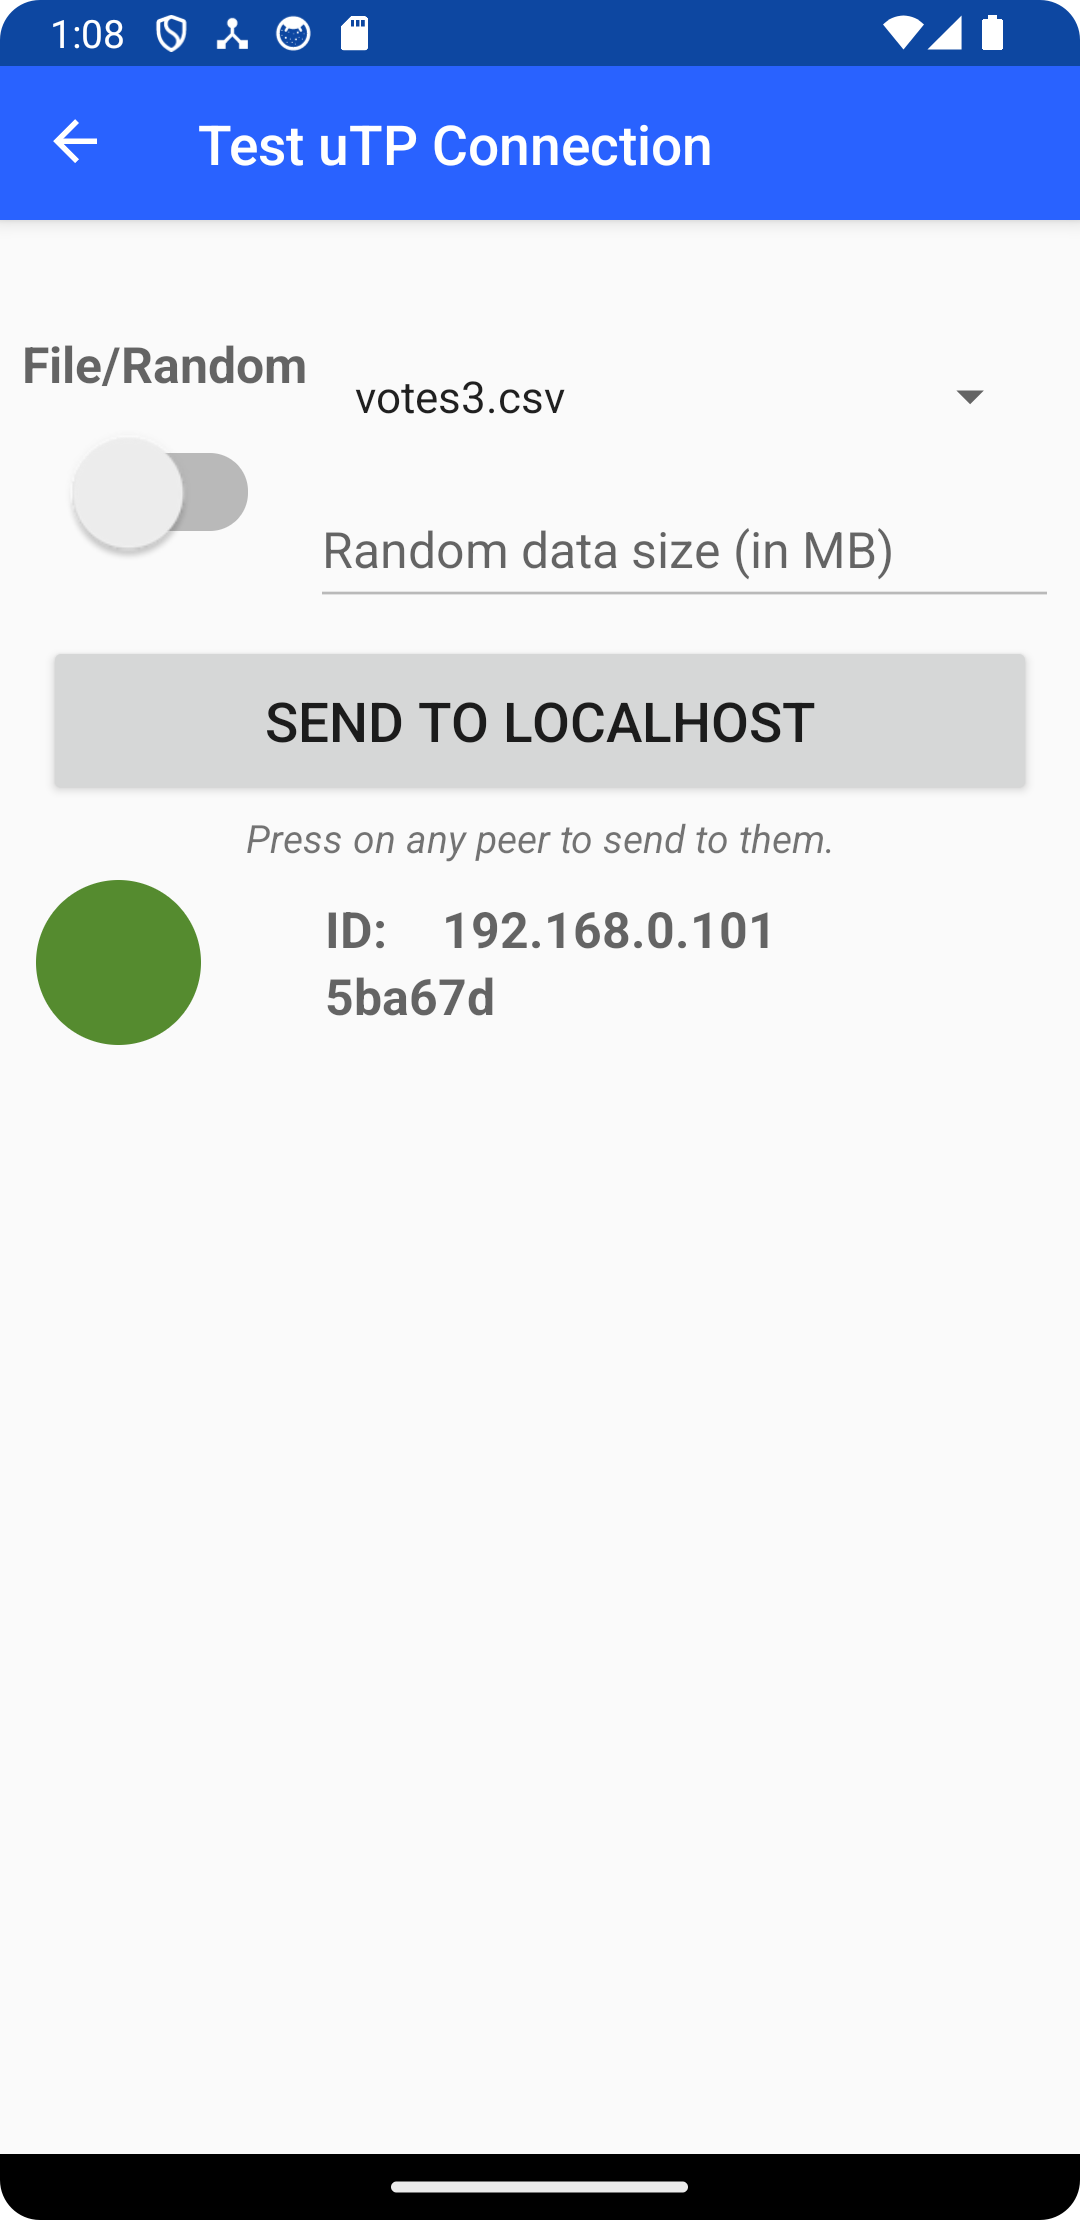 1:08
Test uTP Connection
File/Random
votes3.csv
Random data size (in MB)
SEND TO LOCALHOST
Press on any peer to send to them.
ID: 192.168.0.101
5ba67d